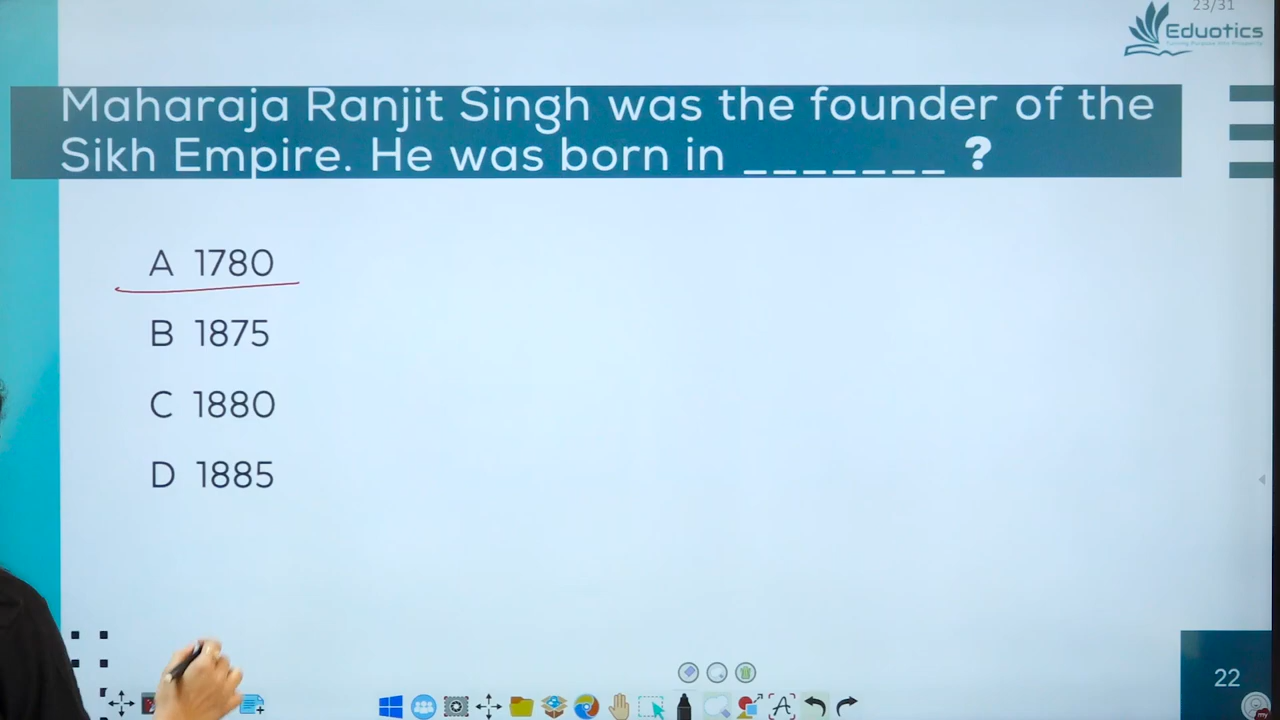 23/31
Eduotics
Maharaja Ranjit Singh was the founder of the
Sikh Empire. He was born in _______ ?
A 1780
B 1875
C 1880
D 1885
22